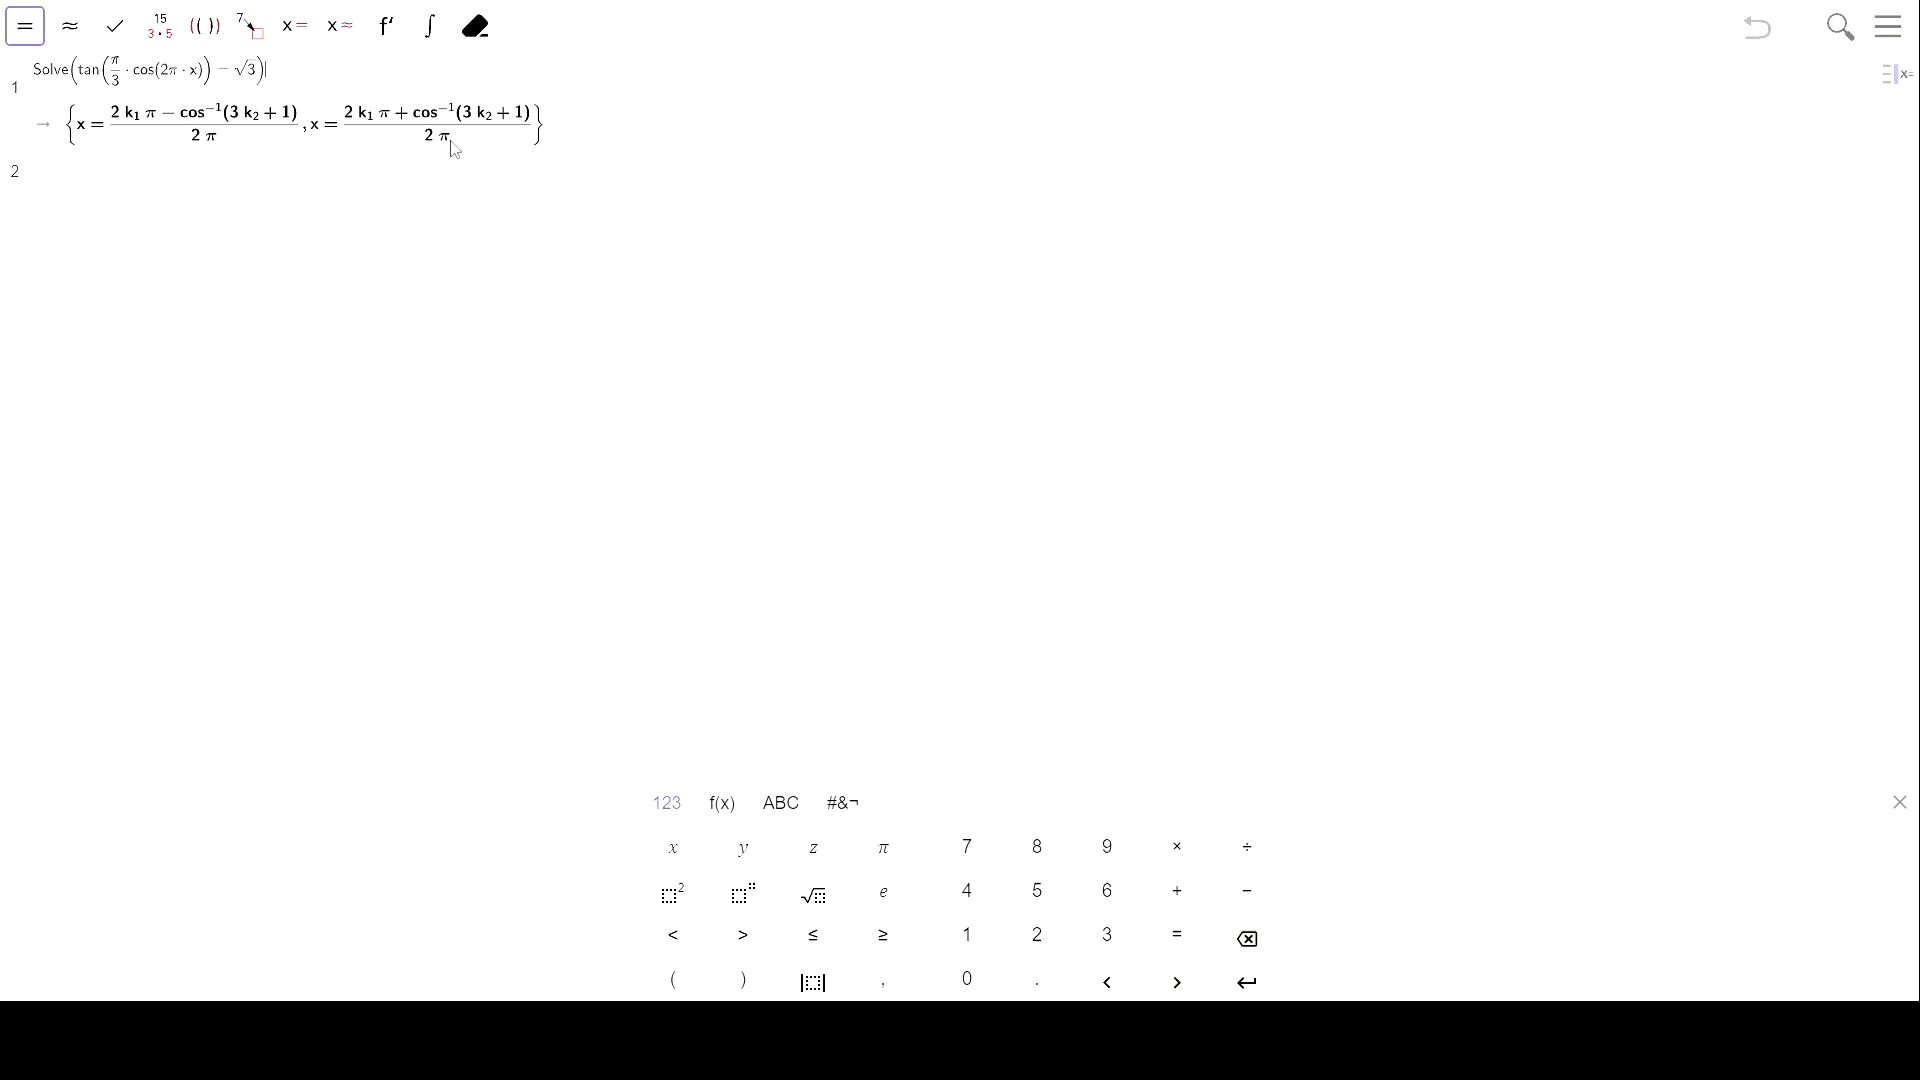 = ≈ ✓ 15 3·5 (( )) 7 x= x≈ f′ ∫
Solve(tan(π/3 · cos(2π · x)) − √3)
1
→ {x = (2 k₁ π − cos⁻¹(3 k₂ + 1))/(2 π), x = (2 k₁ π + cos⁻¹(3 k₂ + 1))/(2 π)}
x=
2
123 f(x) ABC #&¬
x y z π 7 8 9 × ÷
2 √ e 4 5 6 + −
< > ≤ ≥ 1 2 3 =
( ) | | , 0 . < >